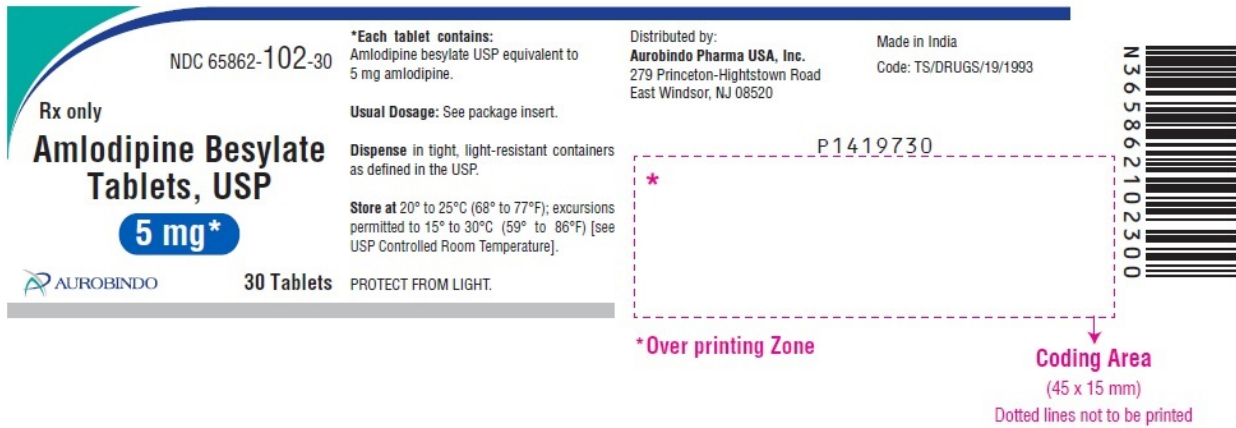 NDC 65862-102-30
Rx only
Amlodipine Besylate
Tablets, USP
5 mg*
AUROBINDO
30 Tablets
*Each tablet contains:
Amlodipine besylate USP equivalent to
5 mg amlodipine.
Usual Dosage: See package insert.
Dispense in tight, light-resistant containers
as defined in the USP.
Store at 20° to 25°C (68° to 77°F); excursions
permitted to 15° to 30°C (59° to 86°F) [see
USP Controlled Room Temperature].
PROTECT FROM LIGHT.
Distributed by:
Aurobindo Pharma USA, Inc.
279 Princeton-Hightstown Road
East Windsor, NJ 08520
Made in India
Code: TS/DRUGS/19/1993
P1419730
*
*Over printing Zone
Coding Area
(45 x 15 mm)
Dotted lines not to be printed
N365862102300